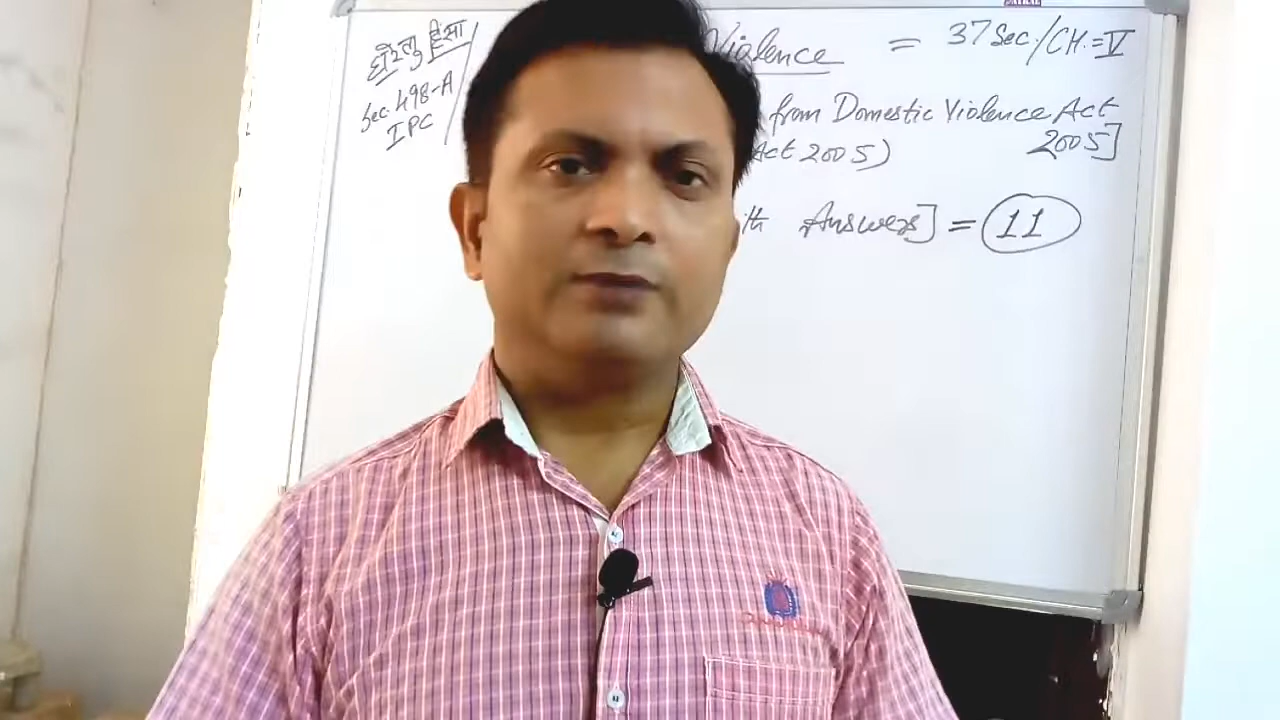 घरेलु हिंसा
Sec. 498-A
IPC
Violence = 37 Sec./CH.=V
from Domestic Violence Act
2005]
Act 2005)
Answers] = 11